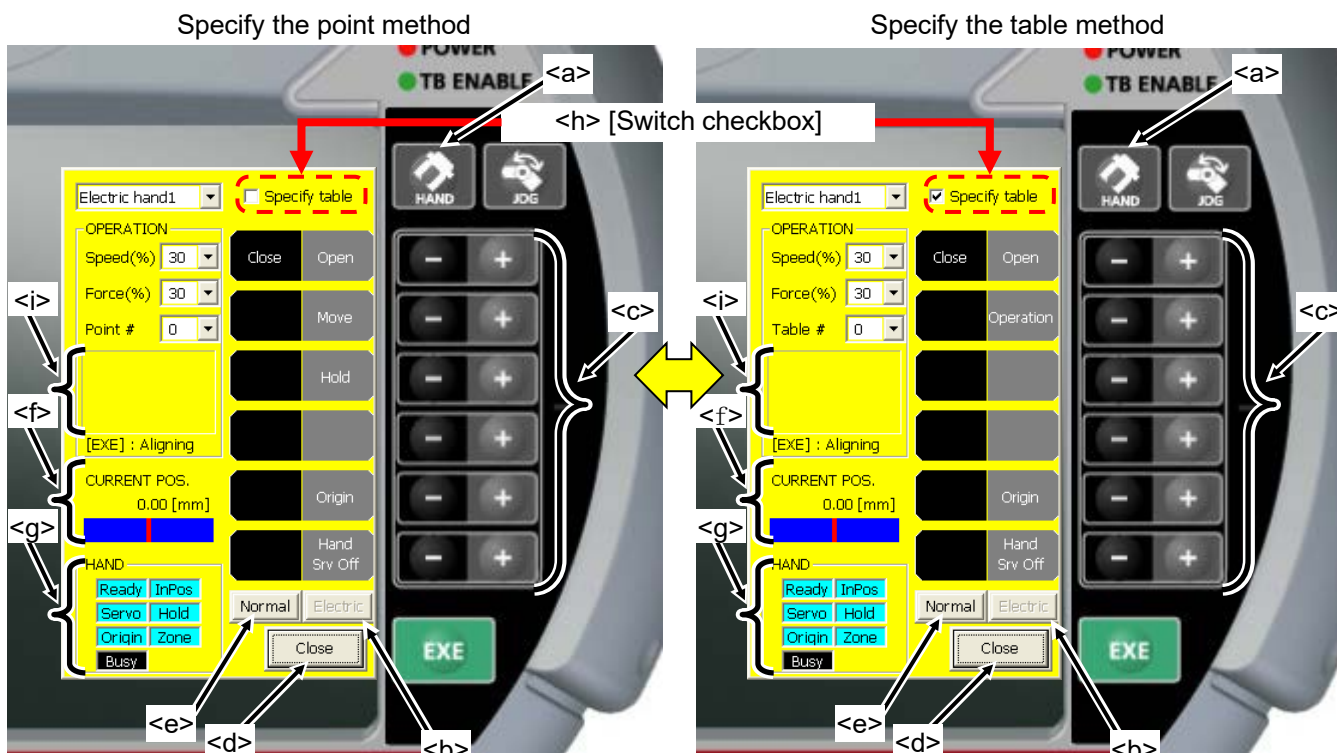 Specify the point method
POWER
TB ENABLE
<a>
<h> [Switch checkbox]
Electric hand1
Specify table
HAND
JOG
OPERATION
Speed(%) 30
Close
Open
Force(%) 30
Move
Point # 0
<i>
<c>
Hold
<f>
[EXE] : Aligning
CURRENT POS.
0.00 [mm]
Origin
<g>
HAND
Hand
Srv Off
Ready InPos
Servo Hold
Origin Zone
Busy
Normal
Electric
Close
EXE
<e>
<d>
<b>
Specify the table method
POWER
TB ENABLE
<a>
Electric hand1
Specify table
HAND
JOG
OPERATION
Speed(%) 30
Close
Open
Force(%) 30
Operation
Table # 0
<i>
<c>
<f>
[EXE] : Aligning
CURRENT POS.
0.00 [mm]
Origin
<g>
HAND
Hand
Srv Off
Ready InPos
Servo Hold
Origin Zone
Busy
Normal
Electric
Close
EXE
<e>
<d>
<b>